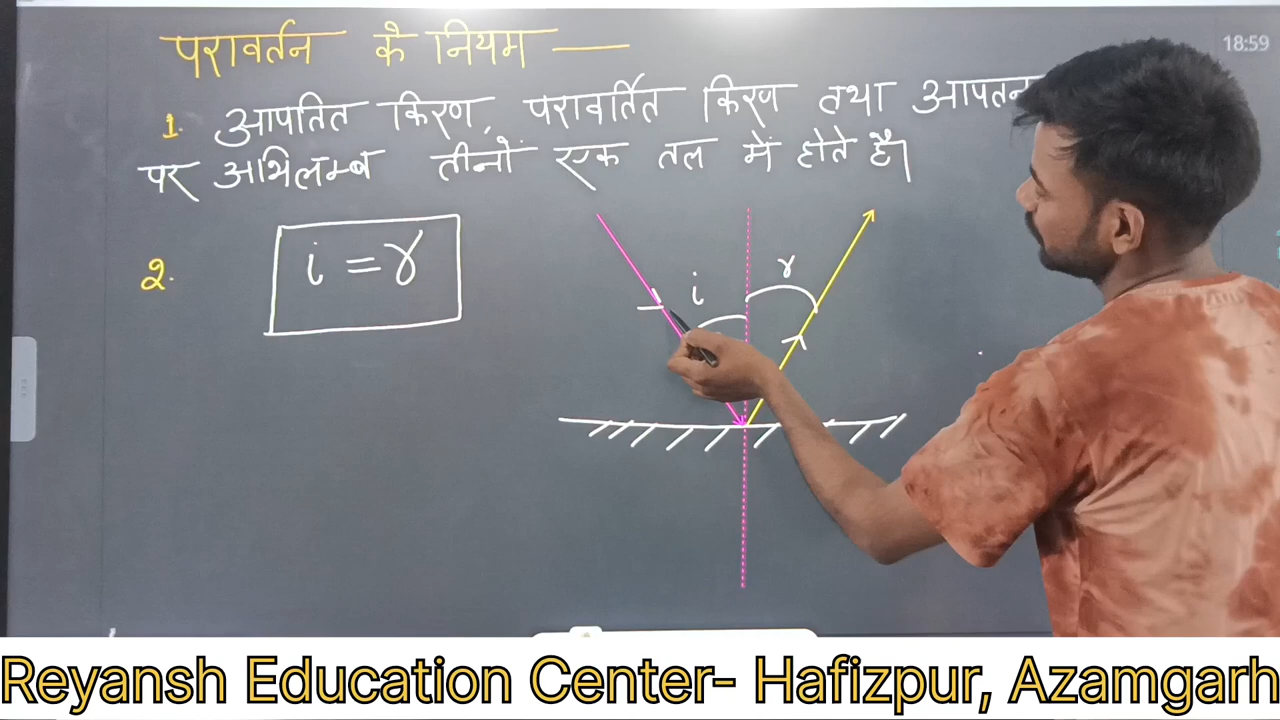 परावर्तन के नियम
18:59
1. आपतित किरण, परावर्तित किरण तथा आपतन
पर अभिलम्ब तीनों एक तल में होते हैं।
2. i = r
i
r
Reyansh Education Center- Hafizpur, Azamgarh